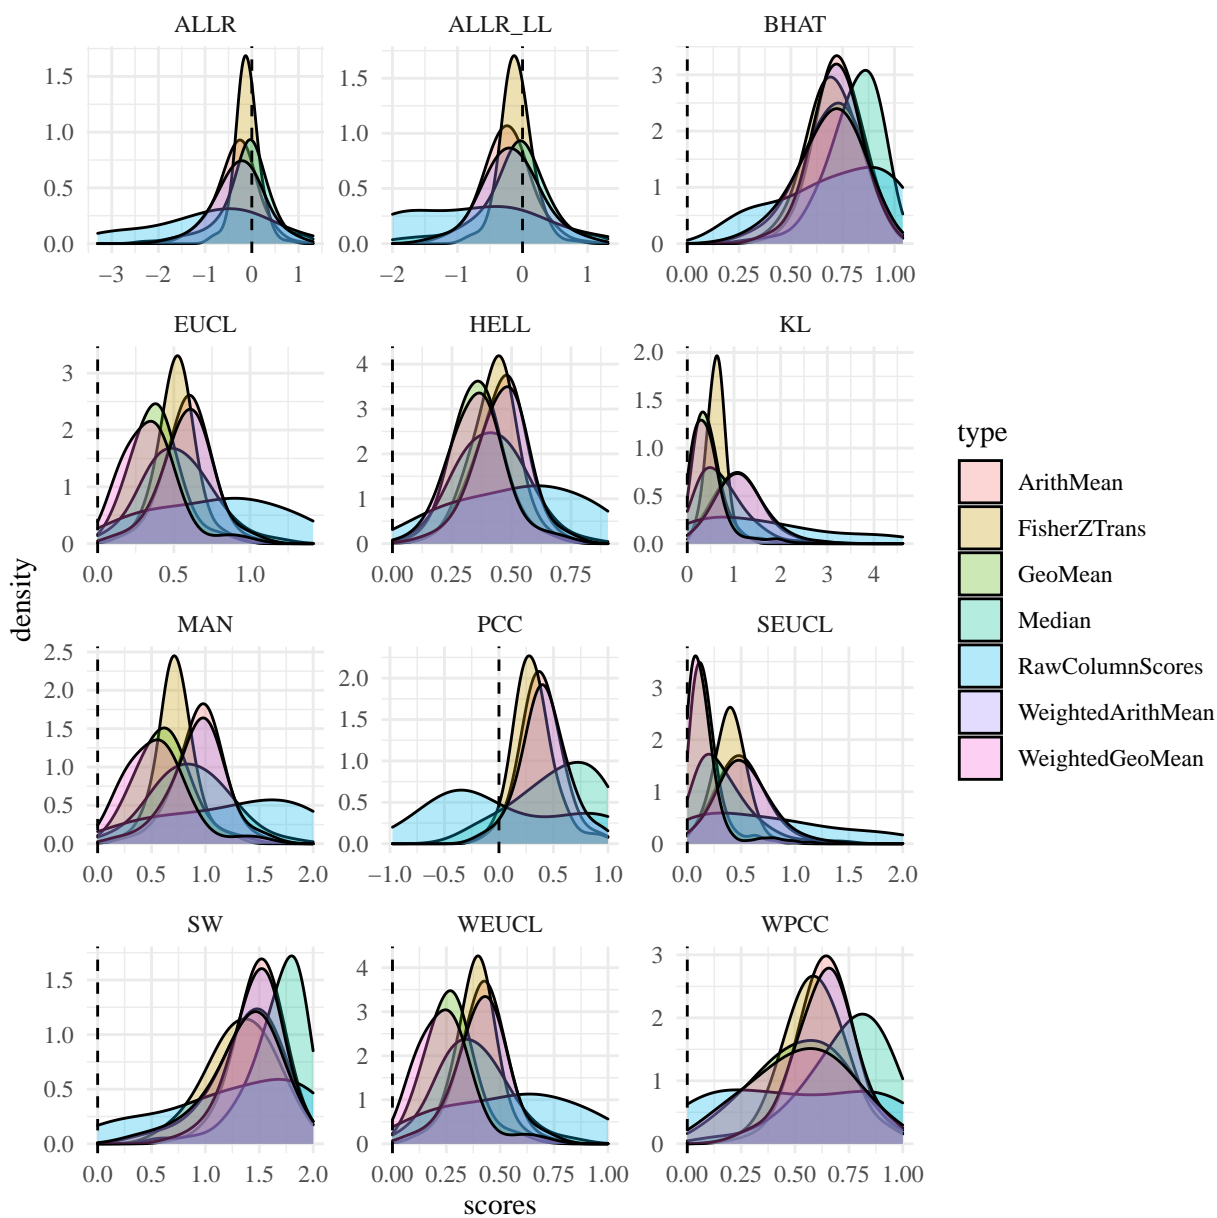 ALLR
ALLR_LL
BHAT
0.0
0.5
1.0
1.5
−3 −2 −1 0 1
0.0
0.5
1.0
1.5
−2 −1 0 1
0
1
2
3
0.00 0.25 0.50 0.75 1.00
EUCL
HELL
KL
3
2
1
0
0.0 0.5 1.0
4
3
2
1
0
0.00 0.25 0.50 0.75
2.0
1.5
1.0
0.5
0.0
0 1 2 3 4
MAN
PCC
SEUCL
2.5
2.0
1.5
1.0
0.5
0.0
0.0 0.5 1.0 1.5 2.0
2.0
1.5
1.0
0.5
0.0
−1.0 −0.5 0.0 0.5 1.0
3
2
1
0
0.0 0.5 1.0 1.5 2.0
SW
WEUCL
WPCC
1.5
1.0
0.5
0.0
0.0 0.5 1.0 1.5 2.0
4
3
2
1
0
0.00 0.25 0.50 0.75 1.00
3
2
1
0
0.00 0.25 0.50 0.75 1.00
density
scores
type
ArithMean
FisherZTrans
GeoMean
Median
RawColumnScores
WeightedArithMean
WeightedGeoMean